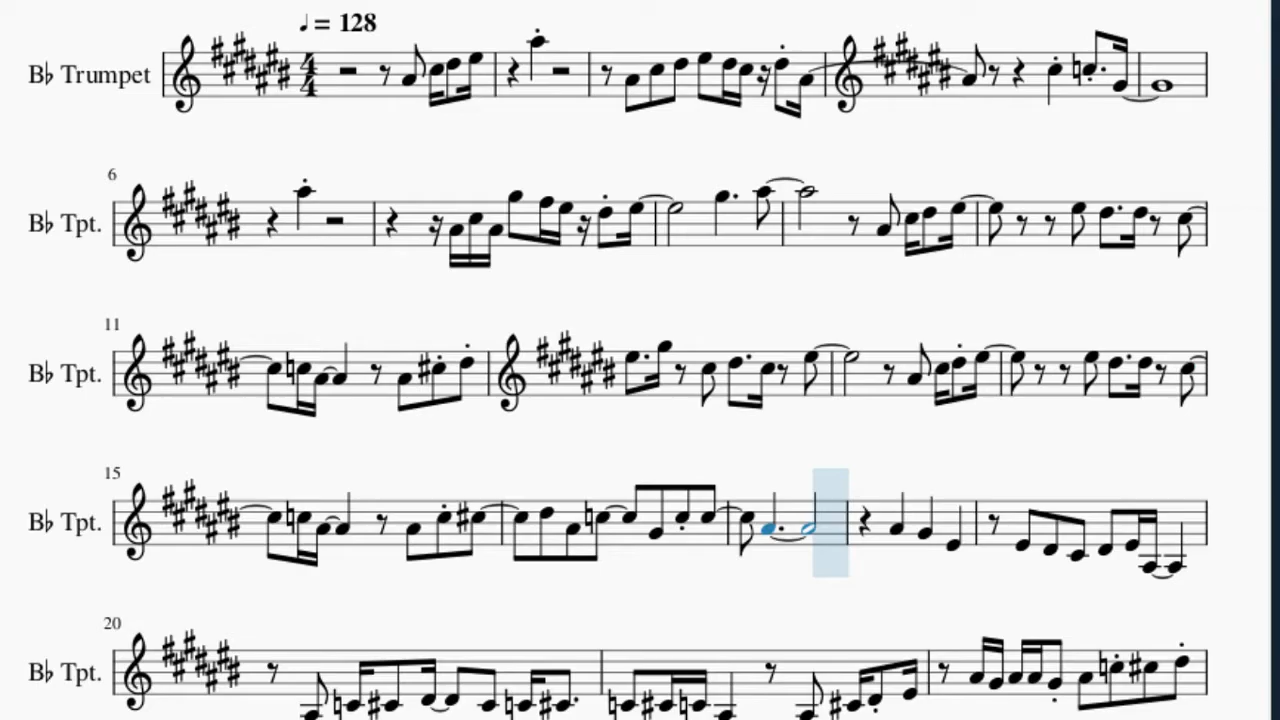 ♩ = 128
B♭ Trumpet
4
4
6
B♭ Tpt.
11
B♭ Tpt.
15
B♭ Tpt.
20
B♭ Tpt.